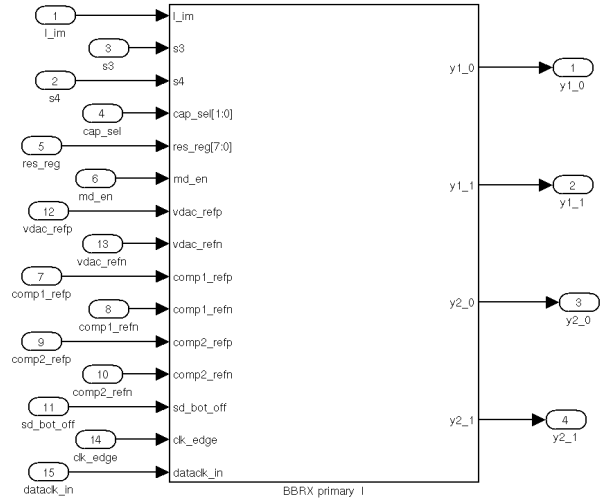 1
I_im
I_im
3
s3
s3
2
s4
s4
4
cap_sel
cap_sel[1:0]
5
res_reg
res_reg[7:0]
6
md_en
md_en
12
vdac_refp
vdac_refp
13
vdac_refn
vdac_refn
7
comp1_refp
comp1_refp
8
comp1_refn
comp1_refn
9
comp2_refp
comp2_refp
10
comp2_refn
comp2_refn
11
sd_bot_off
sd_bot_off
14
clk_edge
clk_edge
15
dataclk_in
dataclk_in
y1_0
1
y1_0
y1_1
2
y1_1
y2_0
3
y2_0
y2_1
4
y2_1
BBRX primary I